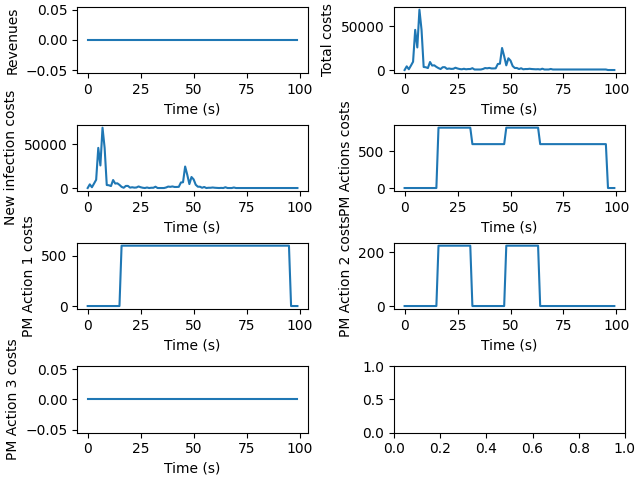 Revenues
0.05
0.00
−0.05
0 25 50 75 100
Time (s)
Total costs
50000
0
0 25 50 75 100
Time (s)
New infection costs
50000
0
0 25 50 75 100
Time (s)
PM Actions costs
500
0
0 25 50 75 100
Time (s)
PM Action 1 costs
500
0
0 25 50 75 100
Time (s)
PM Action 2 costs
200
0
0 25 50 75 100
Time (s)
PM Action 3 costs
0.05
0.00
−0.05
0 25 50 75 100
Time (s)
1.0
0.5
0.0
0.0 0.2 0.4 0.6 0.8 1.0